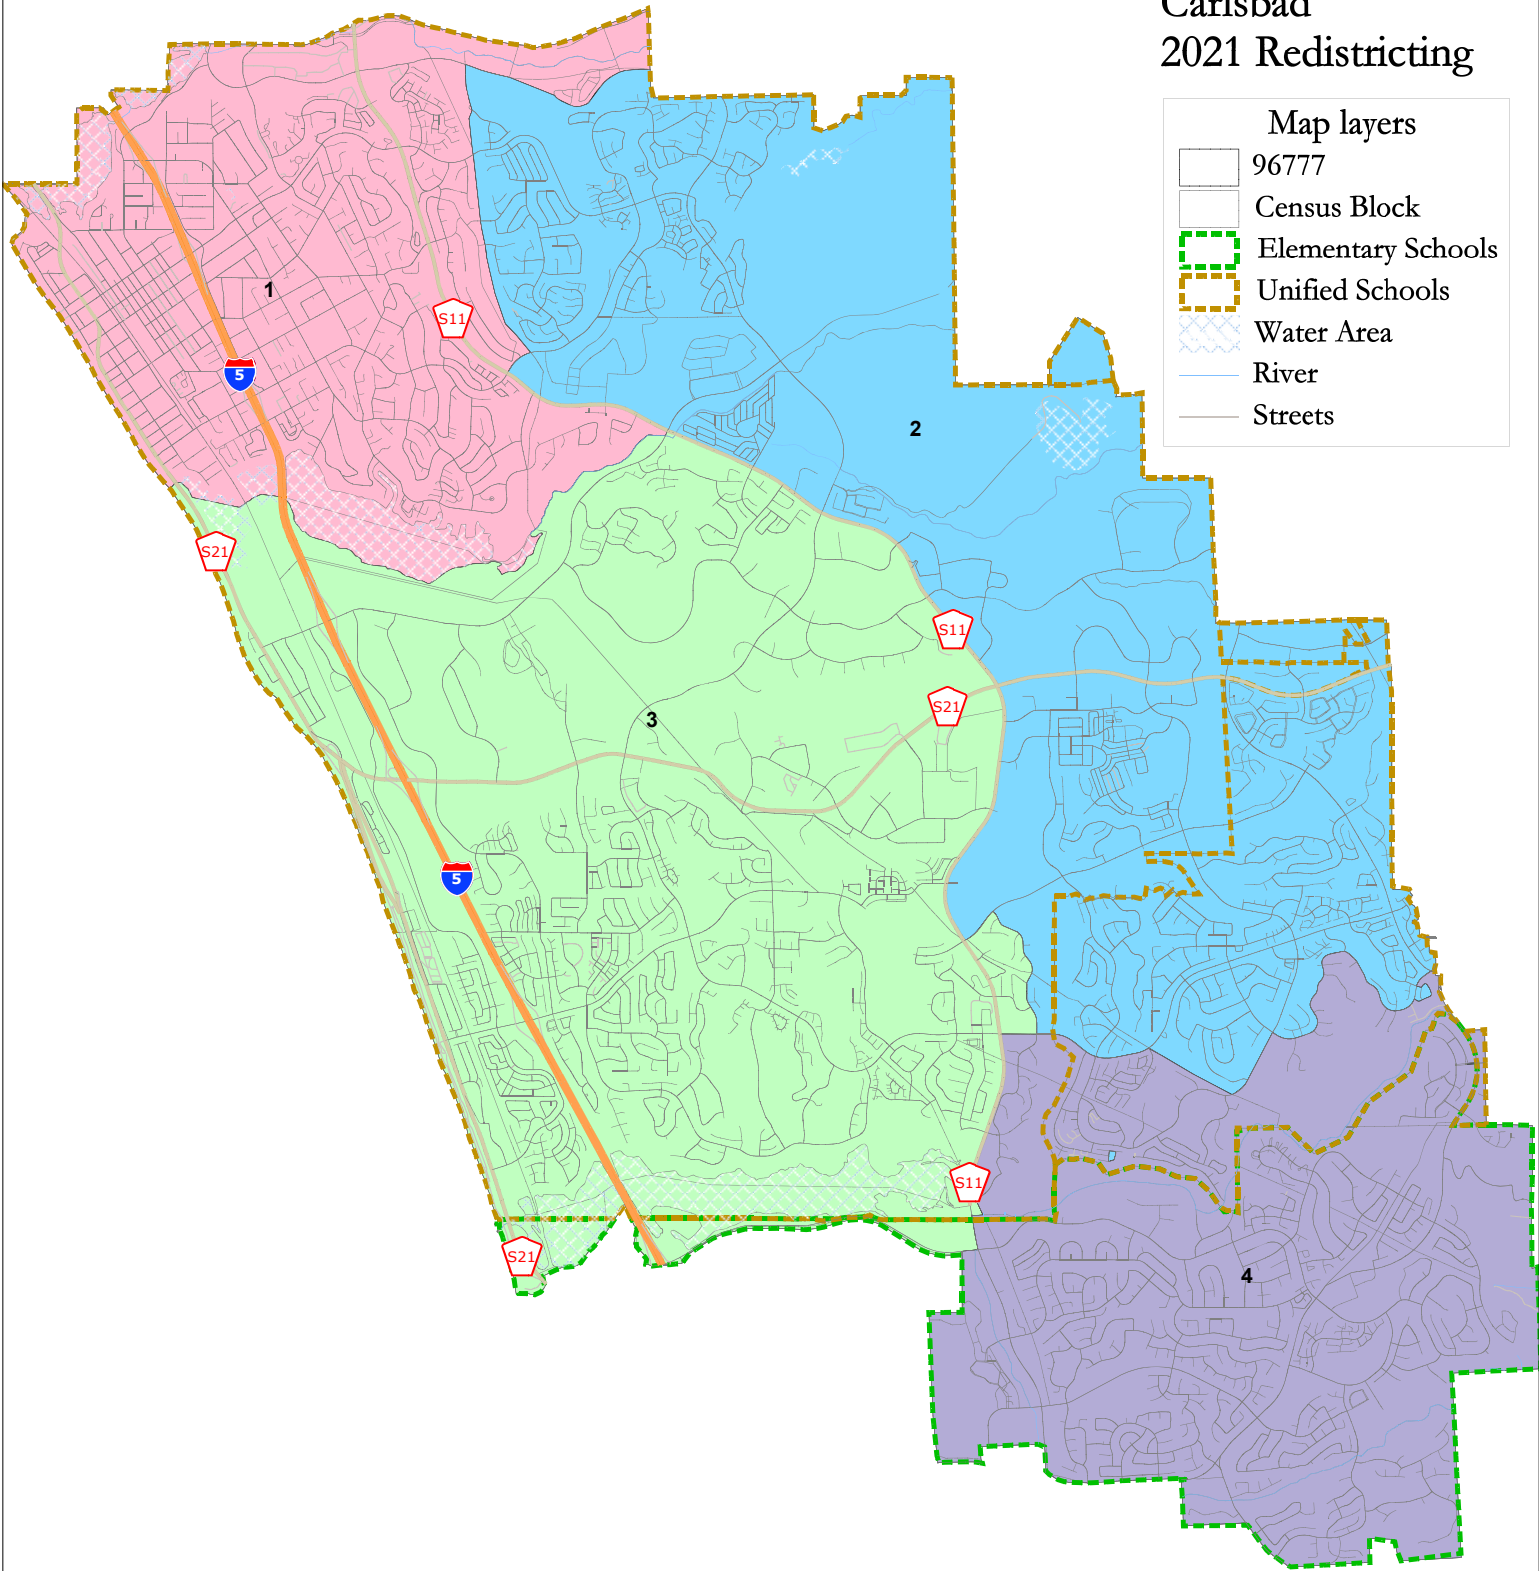 Carlsbad
2021 Redistricting
Map layers
96777
Census Block
Elementary Schools
Unified Schools
Water Area
River
Streets
1
S11
5
2
S21
S11
S21
3
5
S11
S21
4